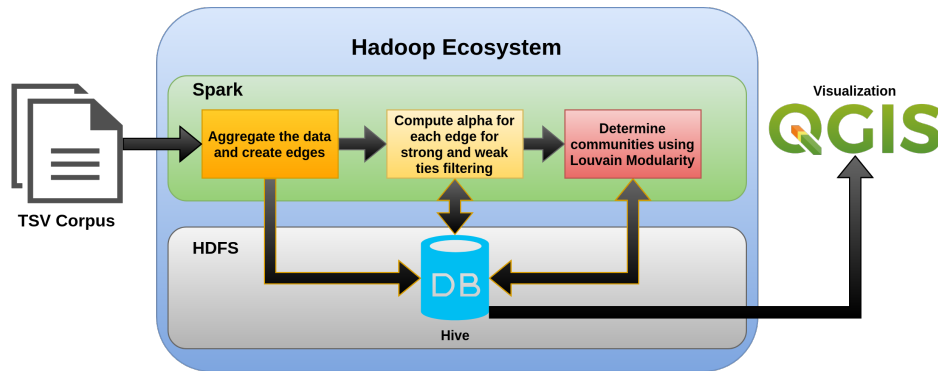 Hadoop Ecosystem
Spark
Aggregate the data
and create edges
Compute alpha for
each edge for
strong and weak
ties filtering
Determine
communities using
Louvain Modularity
TSV Corpus
Visualization
QGIS
HDFS
DB
Hive